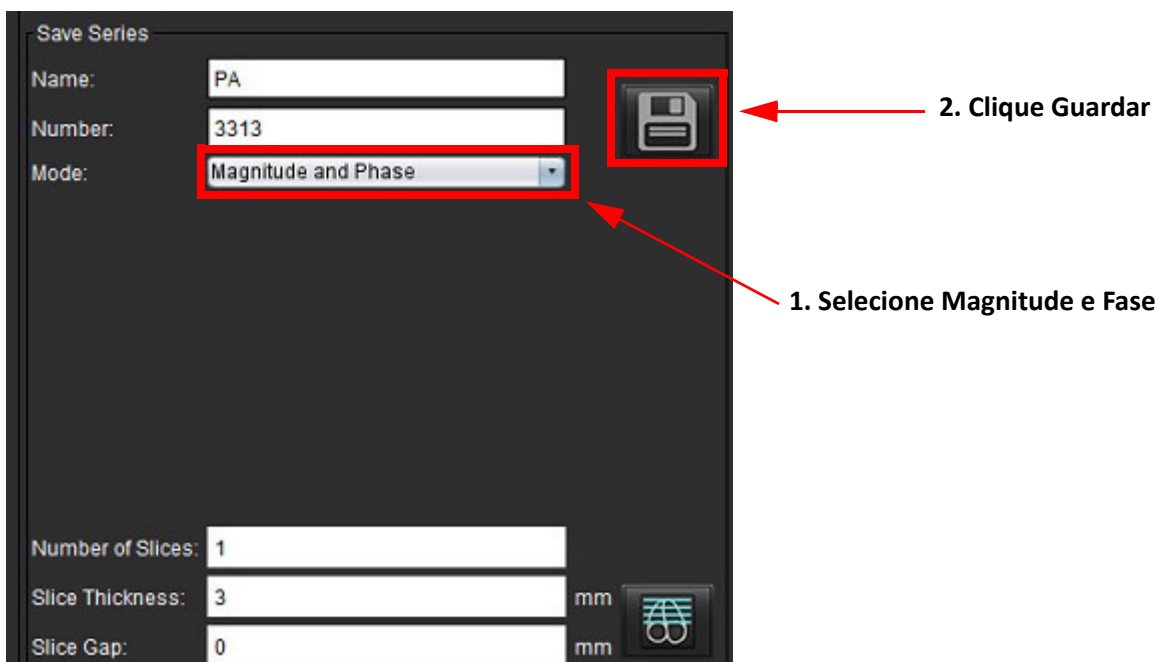 Save Series
Name: PA
2. Clique Guardar
Number: 3313
Mode: Magnitude and Phase
1. Selecione Magnitude e Fase
Number of Slices: 1
Slice Thickness: 3 mm
Slice Gap: 0 mm